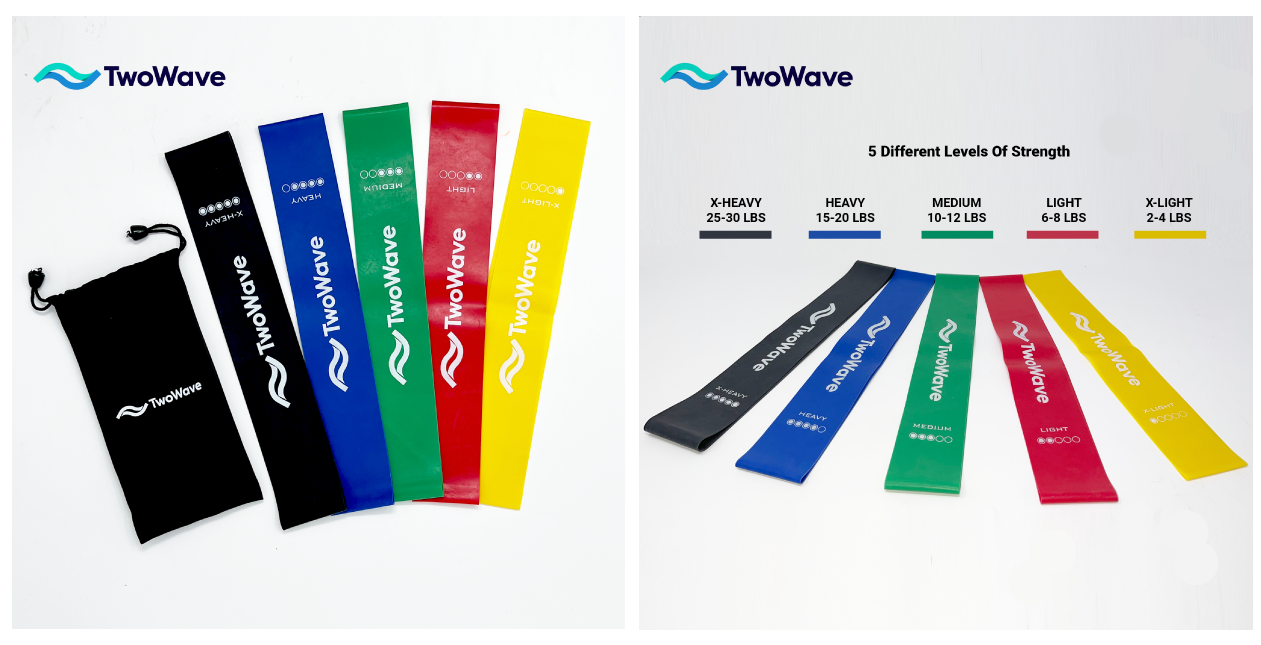 TwoWave
X-HEAVY
HEAVY
MEDIUM
LIGHT
X-LIGHT
TwoWave
TwoWave
TwoWave
TwoWave
TwoWave
TwoWave
TwoWave
5 Different Levels Of Strength
X-HEAVY HEAVY MEDIUM LIGHT X-LIGHT
25-30 LBS 15-20 LBS 10-12 LBS 6-8 LBS 2-4 LBS
TwoWave
TwoWave
TwoWave
TwoWave
TwoWave
X-HEAVY
HEAVY
MEDIUM
LIGHT
X-LIGHT